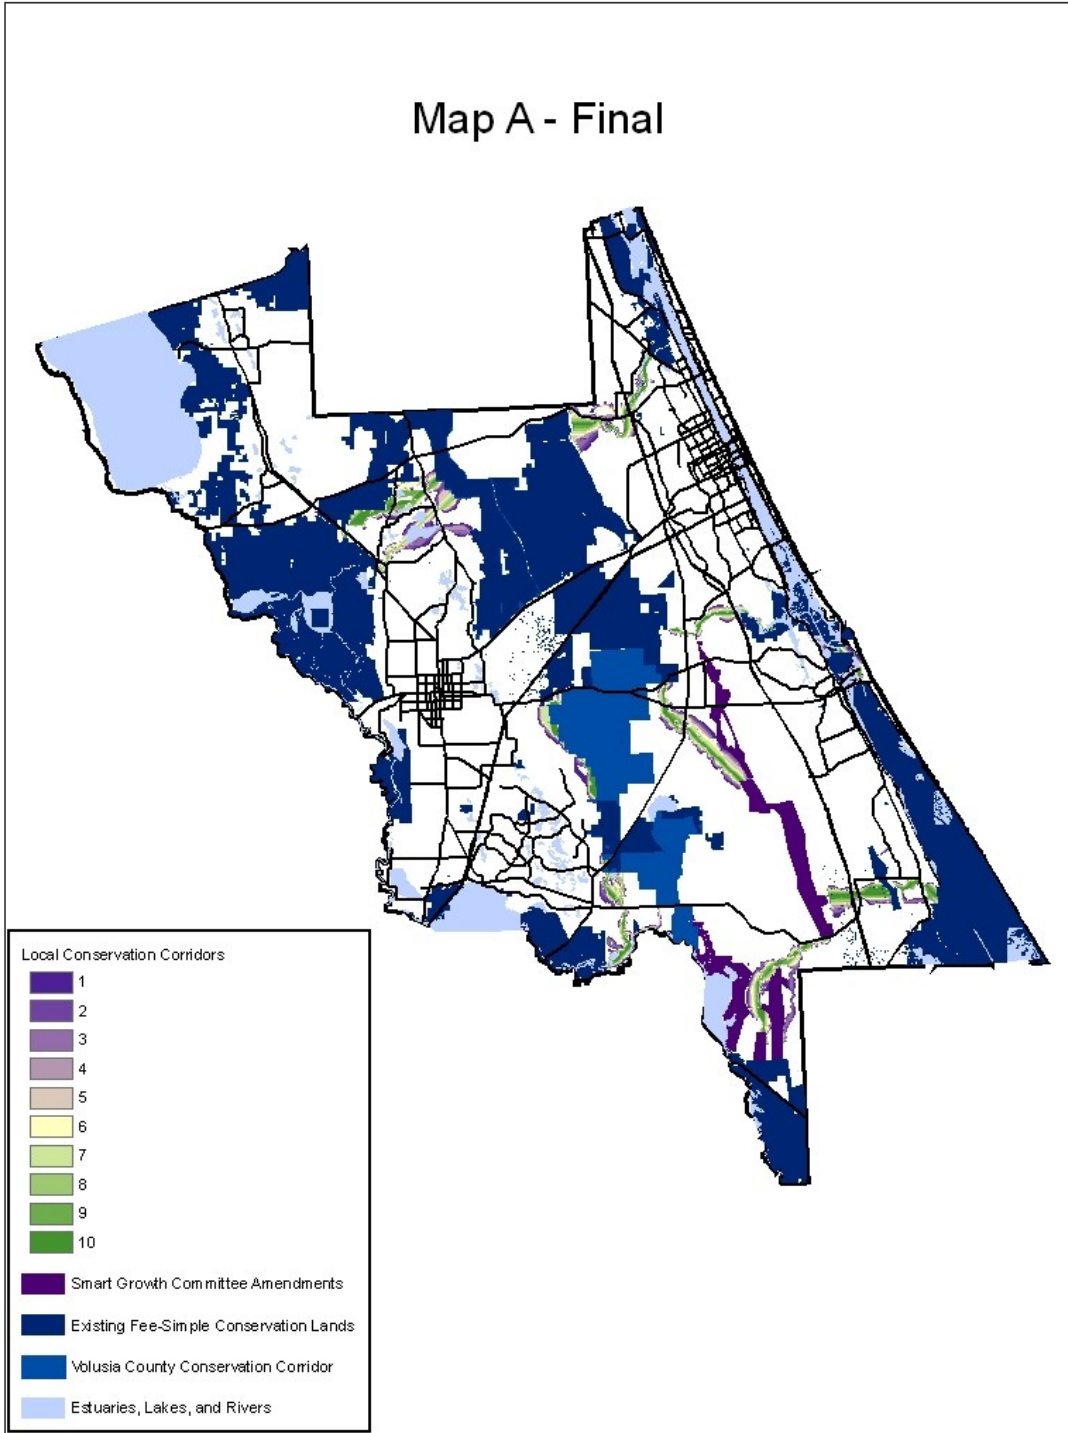 Map A - Final
Local Conservation Corridors
1
2
3
4
5
6
7
8
9
10
Smart Growth Committee Amendments
Existing Fee-Simple Conservation Lands
Volusia County Conservation Corridor
Estuaries, Lakes, and Rivers